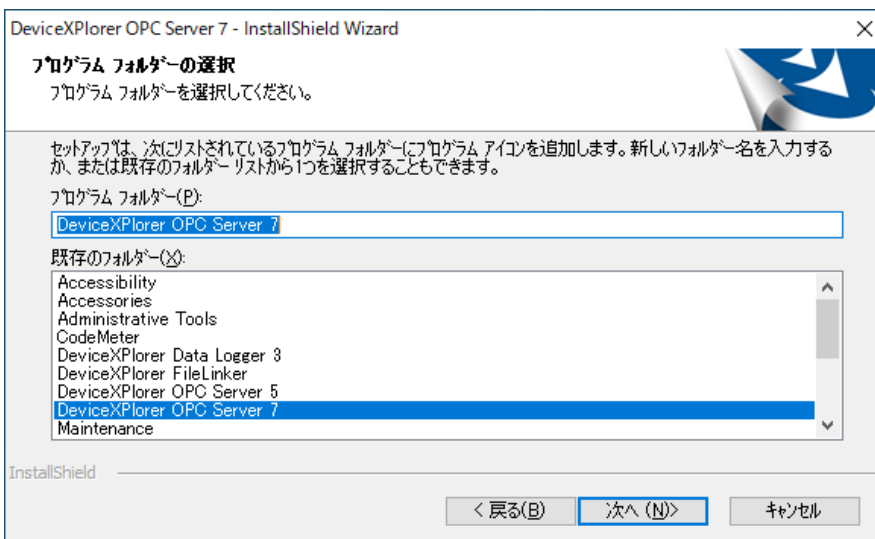 DeviceXPlorer OPC Server 7 - InstallShield Wizard
プログラム フォルダーの選択
プログラム フォルダーを選択してください。
セットアップは、次にリストされているプログラム フォルダーにプログラム アイコンを追加します。新しいフォルダー名を入力する
か、または既存のフォルダー リストから1つを選択することもできます。
プログラム フォルダー(P):
DeviceXPlorer OPC Server 7
既存のフォルダー(X):
Accessibility
Accessories
Administrative Tools
CodeMeter
DeviceXPlorer Data Logger 3
DeviceXPlorer FileLinker
DeviceXPlorer OPC Server 5
DeviceXPlorer OPC Server 7
Maintenance
InstallShield
< 戻る(B)
次へ (N)>
キャンセル